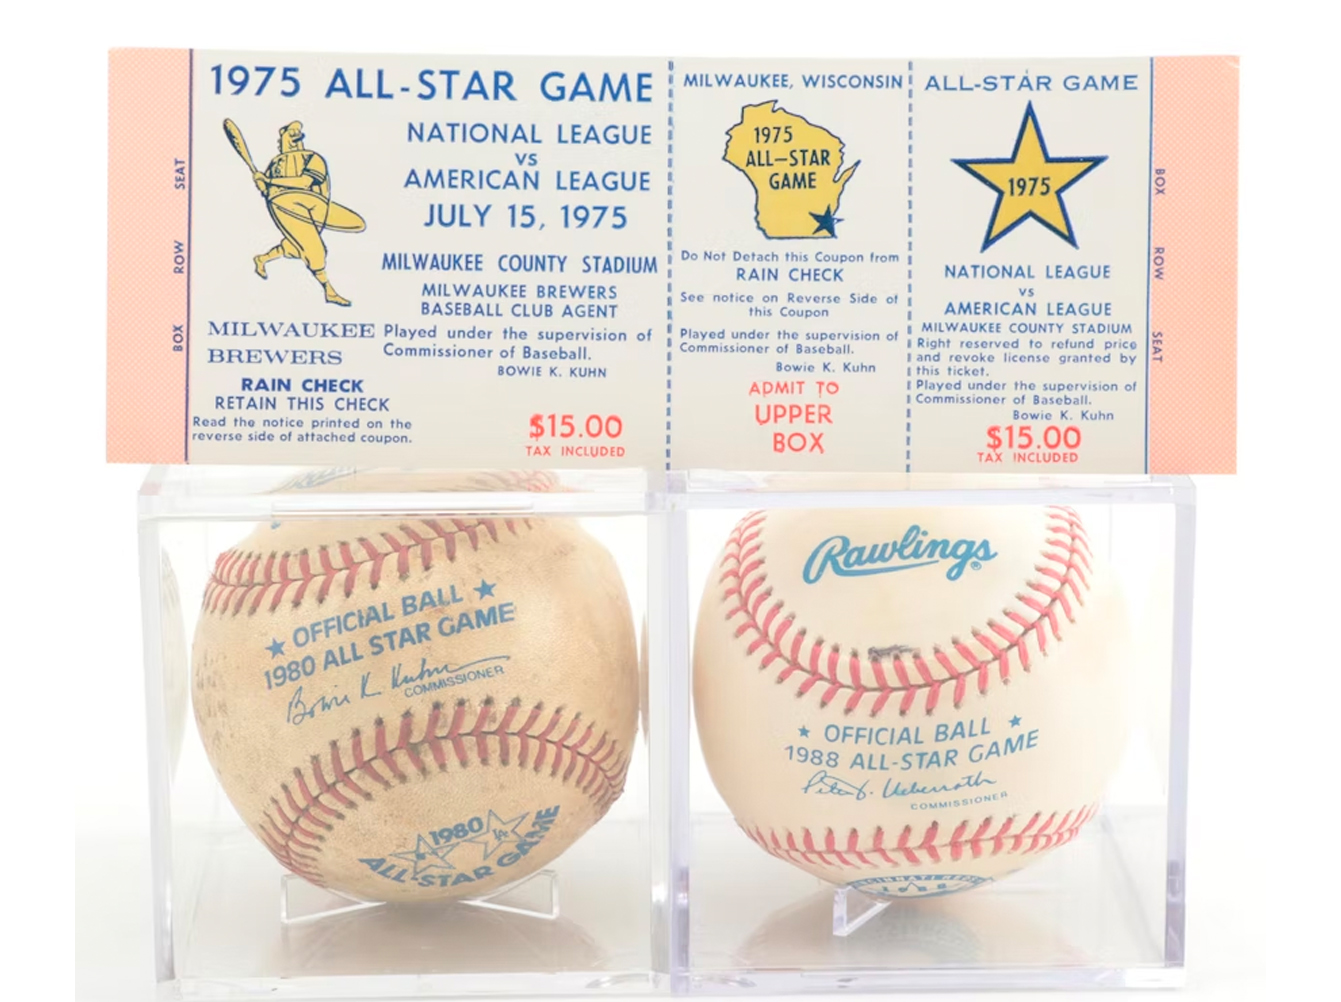 1975 ALL-STAR GAME
NATIONAL LEAGUE
VS
AMERICAN LEAGUE
JULY 15, 1975
MILWAUKEE COUNTY STADIUM
MILWAUKEE BREWERS
BASEBALL CLUB AGENT
MILWAUKEE
BREWERS
Played under the supervision of
Commissioner of Baseball.
BOWIE K. KUHN
RAIN CHECK
RETAIN THIS CHECK
Read the notice printed on the
reverse side of attached coupon.
$15.00
TAX INCLUDED
SEAT
ROW
BOX
MILWAUKEE, WISCONSIN
1975
ALL-STAR
GAME
Do Not Detach this Coupon from
RAIN CHECK
See notice on Reverse Side of
this Coupon
Played under the supervision of
Commissioner of Baseball.
Bowie K. Kuhn
ADMIT TO
UPPER
BOX
ALL-STAR GAME
1975
NATIONAL LEAGUE
VS
AMERICAN LEAGUE
MILWAUKEE COUNTY STADIUM
Right reserved to refund price
and revoke license granted by
this ticket.
Played under the supervision of
Commissioner of Baseball.
Bowie K. Kuhn
$15.00
TAX INCLUDED
BOX
ROW
SEAT
OFFICIAL BALL
1980 ALL STAR GAME
Bowie K Kuhn
COMMISSIONER
1980
LA
ALL-STAR GAME
Rawlings®
OFFICIAL BALL
1988 ALL-STAR GAME
Peter V. Ueberroth
COMMISSIONER
CINCINNATI REDS